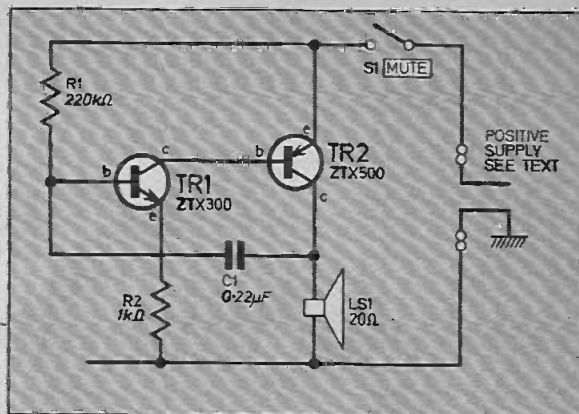 R1
220kΩ
S1 MUTE
POSITIVE
SUPPLY
SEE TEXT
b
c
e
TR1
ZTX300
b
e
c
TR2
ZTX500
C1
0·22μF
R2
1kΩ
LS1
20Ω